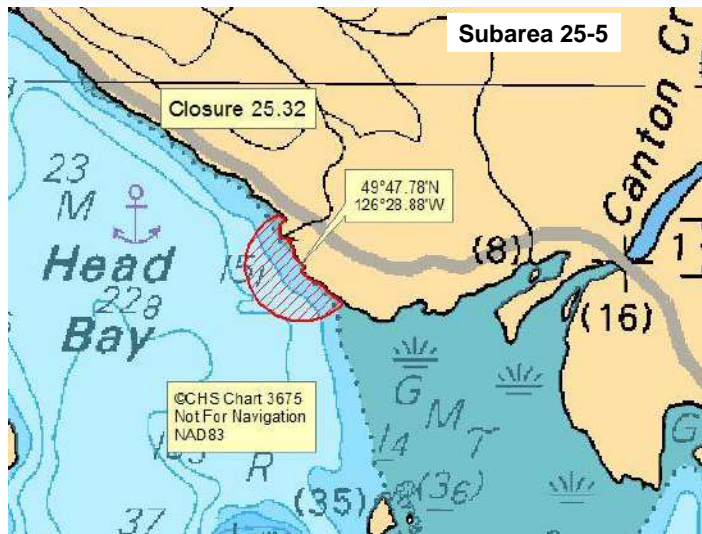 Subarea 25-5
Closure 25.32
Canton Cr
23
M
49°47.78'N
126°28.88'W
Head
Bay
(8)
1
(16)
22₈
©CHS Chart 3675
Not For Navigation
NAD83
G
M
T
G
14
R
(35)
(36)
37